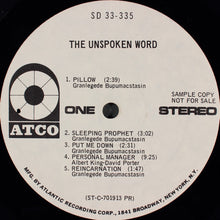 SD 33-335
THE UNSPOKEN WORD
1. PILLOW (2:39)
Granlegede Bupumacstasin
SAMPLE COPY
NOT FOR SALE
ATCO
ONE
STEREO
2. SLEEPING PROPHET (3:02)
Granlegede Bupumacstasin
3. PUT ME DOWN (3:31)
Granlegede Bupumacstasin
4. PERSONAL MANAGER (9:25)
Albert King-David Porter
5. REINCARNATION (1:47)
Granlegede Bupumacstasin
(ST-C-701913 PR)
MFG. BY ATLANTIC RECORDING CORP., 1841 BROADWAY, NEW YORK, N.Y.